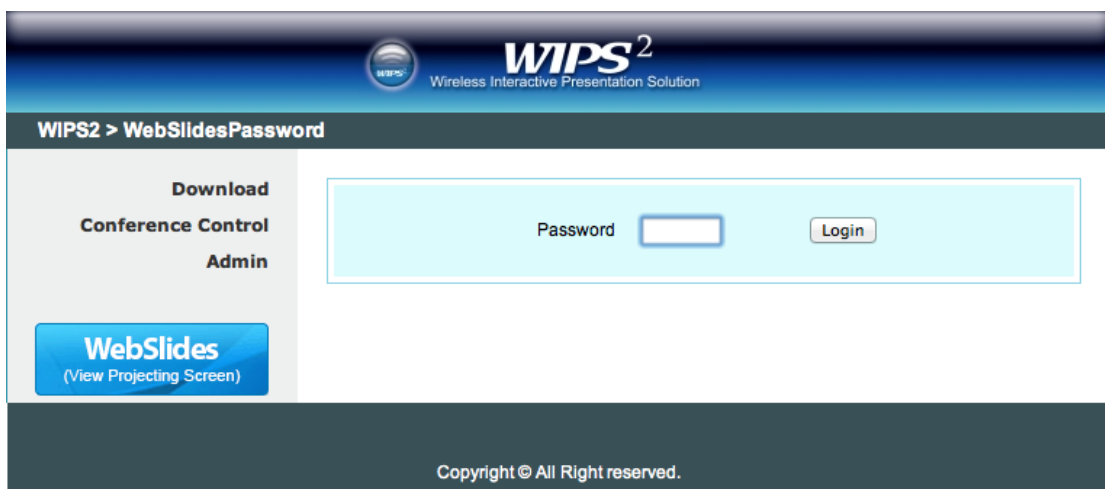 WIPS
WIPS2
Wireless Interactive Presentation Solution
WIPS2 > WebSlidesPassword
Download
Conference Control
Admin
Password
Login
WebSlides
(View Projecting Screen)
Copyright © All Right reserved.